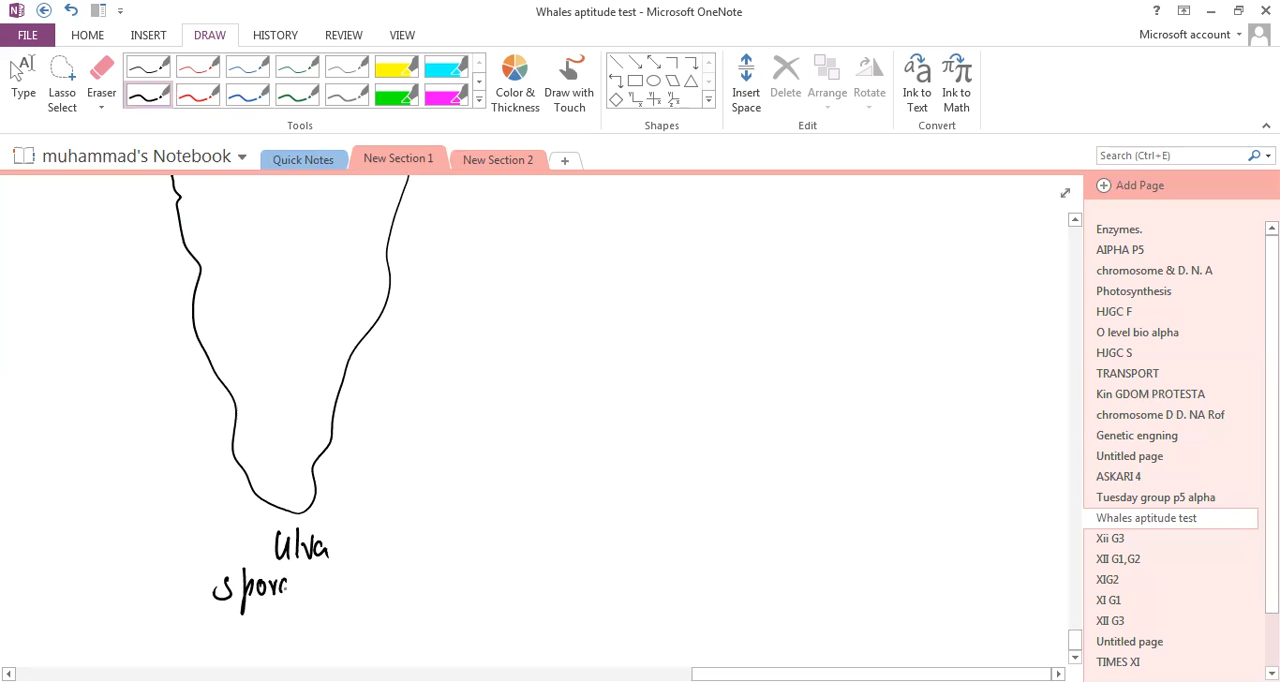 Whales aptitude test - Microsoft OneNote
?
FILE HOME INSERT DRAW HISTORY REVIEW VIEW
Microsoft account
Type
Lasso Select
Eraser
Color & Thickness
Draw with Touch
Insert Space
Delete
Arrange
Rotate
Ink to Text
Ink to Math
Tools
Shapes
Edit
Convert
muhammad's Notebook
Quick Notes
New Section 1
New Section 2
Search (Ctrl+E)
Add Page
Enzymes.
AlPHA P5
chromosome & D. N. A
Photosynthesis
HJGC F
O level bio alpha
HJGC S
TRANSPORT
Kin GDOM PROTESTA
chromosome D D. NA Rof
Genetic engning
Untitled page
ASKARI 4
Tuesday group p5 alpha
Whales aptitude test
Xii G3
XII G1,G2
XIG2
XI G1
XII G3
Untitled page
TIMES XI
Ulva